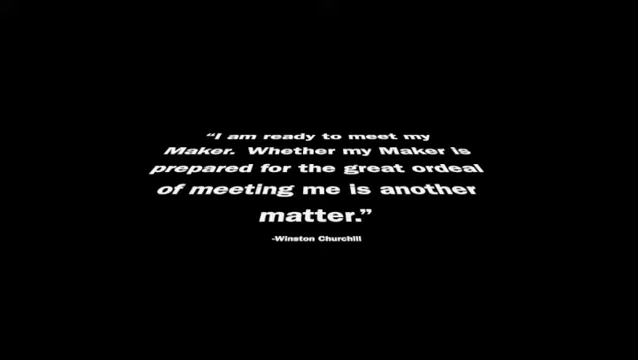 “I am ready to meet my
Maker. Whether my Maker is
prepared for the great ordeal
of meeting me is another
matter.”
-Winston Churchill